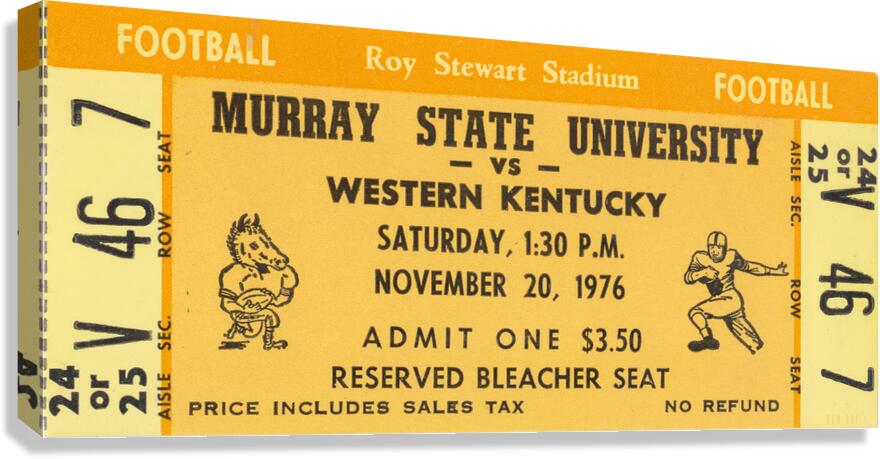 FOOTBALL
Roy Stewart Stadium
FOOTBALL
MURRAY STATE UNIVERSITY
— VS —
WESTERN KENTUCKY
SATURDAY, 1:30 P.M.
NOVEMBER 20, 1976
ADMIT ONE $3.50
RESERVED BLEACHER SEAT
PRICE INCLUDES SALES TAX
NO REFUND
24 or 25 V 46 7
AISLE SEC. ROW SEAT
AISLE SEC. ROW SEAT
24 or 25 V 46 7